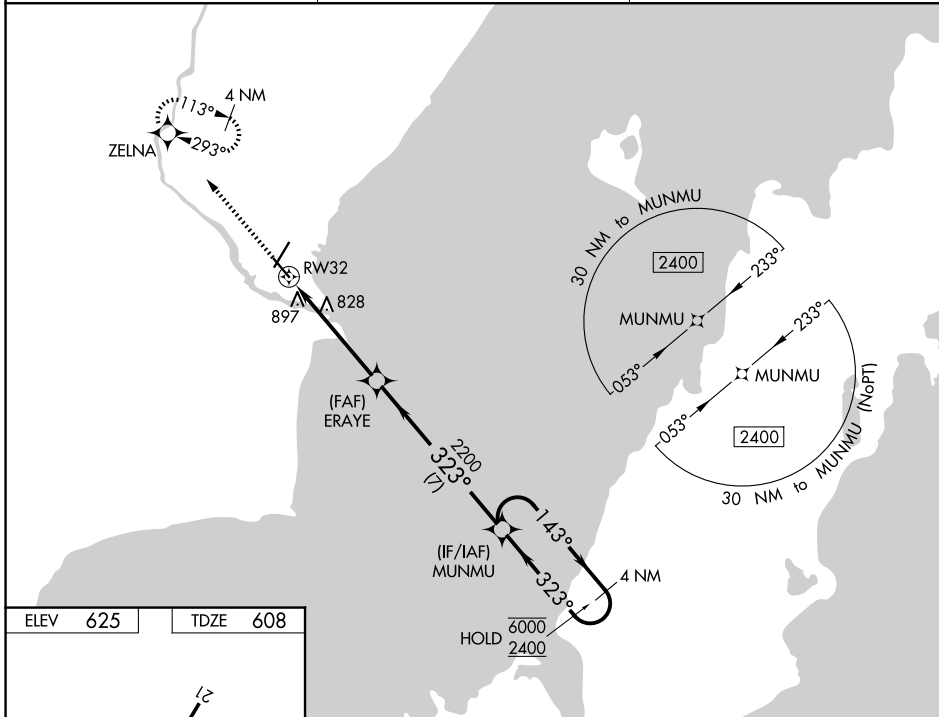 4 NM
113°
293°
ZELNA
RW32
897
828
(FAF)
ERAYE
2200
323°
(7)
(IF/IAF)
MUNMU
143°
323°
4 NM
HOLD
6000
2400
30 NM to MUNMU
2400
233°
MUNMU
053°
233°
MUNMU
053°
2400
30 NM to MUNMU (NoPT)
ELEV 625
TDZE 608
21